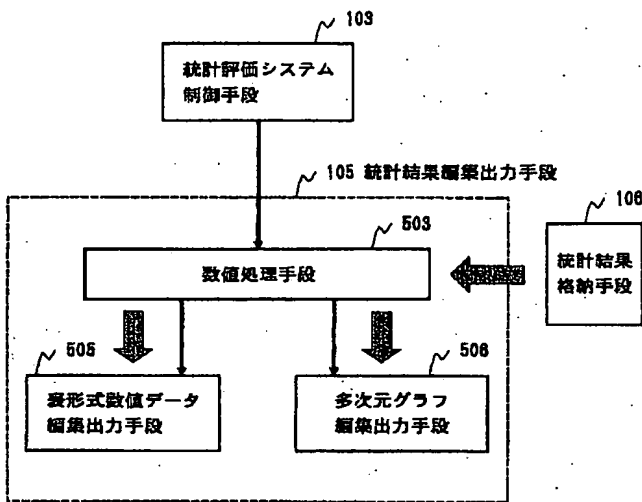 103
統計評価システム
制御手段
105 統計結果編集出力手段
106
503
数値処理手段
統計結果
格納手段
505
506
表形式数値データ
編集出力手段
多次元グラフ
編集出力手段